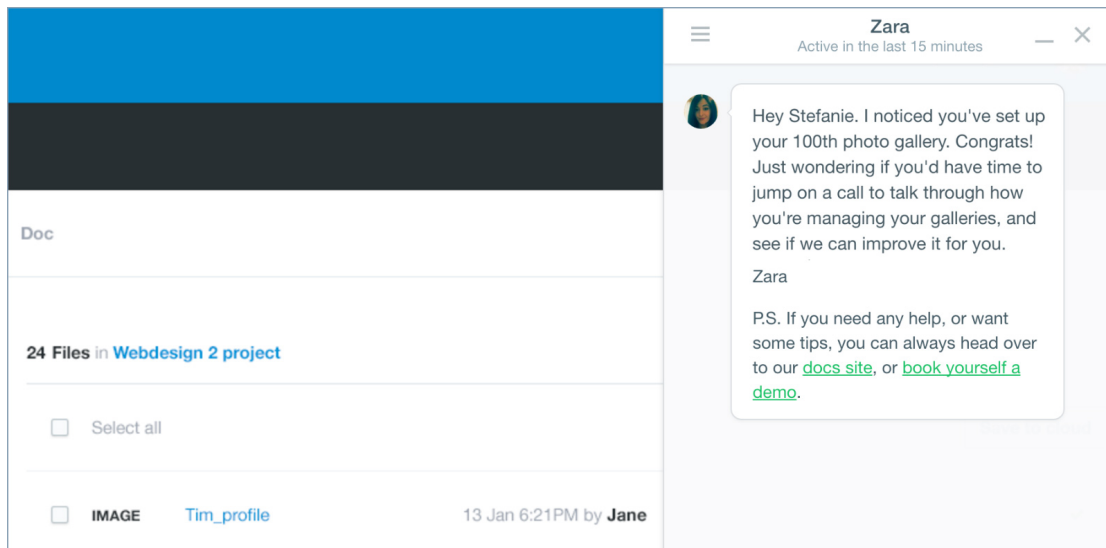 Zara
Active in the last 15 minutes
Hey Stefanie. I noticed you've set up
your 100th photo gallery. Congrats!
Just wondering if you'd have time to
jump on a call to talk through how
you're managing your galleries, and
see if we can improve it for you.
Zara
P.S. If you need any help, or want
some tips, you can always head over
to our docs site, or book yourself a
demo.
Doc
24 Files in Webdesign 2 project
Select all
IMAGE Tim_profile 13 Jan 6:21PM by Jane